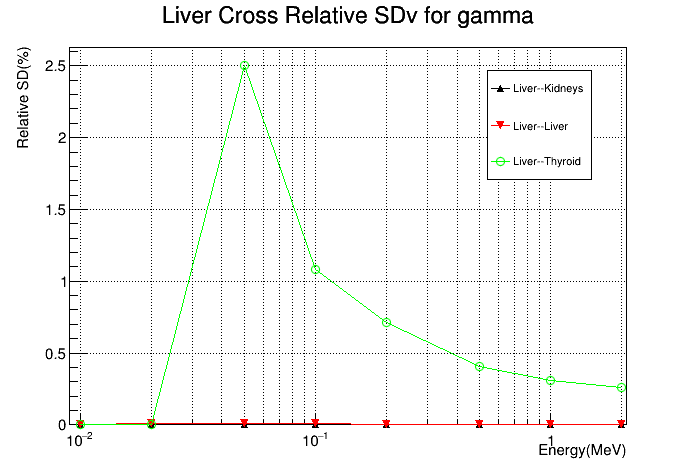 Liver Cross Relative SDv for gamma
Relative SD(%)
2.5
2
1.5
1
0.5
0
Liver--Kidneys
Liver--Liver
Liver--Thyroid
10⁻² 10⁻¹ 1
Energy(MeV)